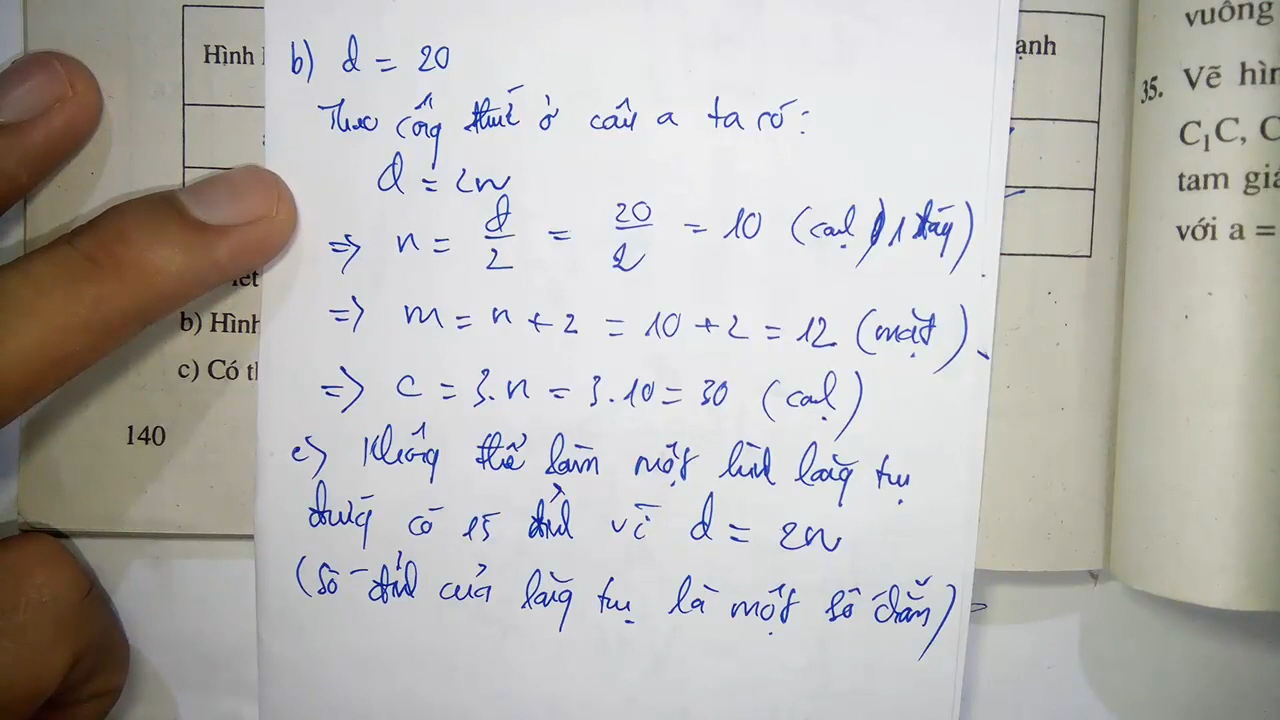 b) d = 20
Theo công thức ở câu a ta có:
d = 2n
=> n = d/2 = 20/2 = 10 (cạnh 1 đáy)
=> m = n + 2 = 10 + 2 = 12 (mặt)
=> c = 3.n = 3.10 = 30 (cạnh)
c) Không thể làm một hình lăng trụ
đứng có 15 đỉnh vì d = 2n
(Số đỉnh của lăng trụ là một số chẵn)
Hình
b) Hình
c) Có
140
ạnh
vuông
35. Vẽ hìn
C₁C, C
tam giá
với a =